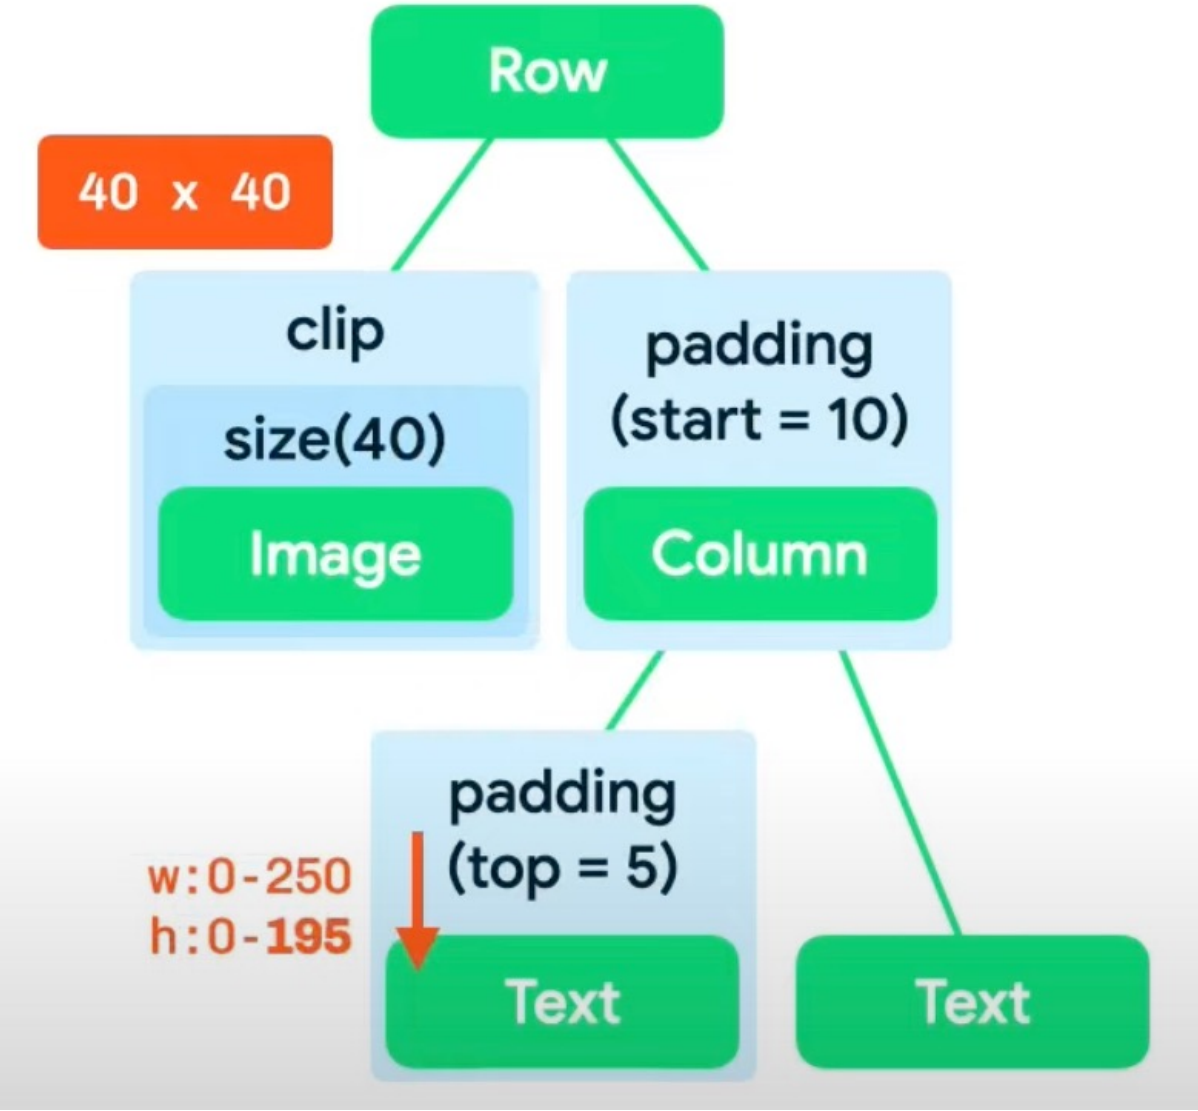 Row
40 x 40
clip
size(40)
Image
padding
(start = 10)
Column
padding
(top = 5)
w:0-250
h:0-195
Text
Text